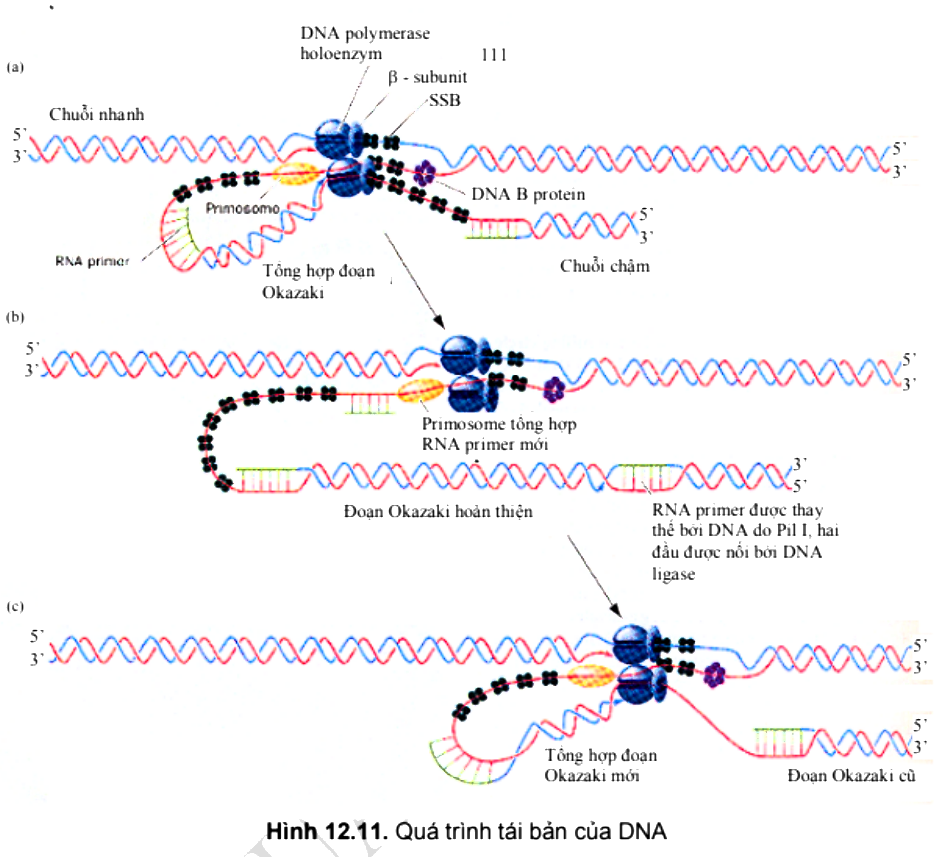 (a)
DNA polymerase
holoenzym
111
β - subunit
SSB
Chuỗi nhanh
5'
3'
5'
3'
Primosomo
DNA B protein
5'
3'
RNA primer
Tổng hợp đoạn
Okazaki
Chuỗi chậm
(b)
5'
3'
5'
3'
Primosome tổng hợp
RNA primer mới
3'
5'
Đoạn Okazaki hoàn thiện
RNA primer được thay
thế bởi DNA do Pil I, hai
đầu được nối bởi DNA
ligase
(c)
5'
3'
5'
3'
Tổng hợp đoạn
Okazaki mới
5'
3'
Đoạn Okazaki cũ
Hình 12.11. Quá trình tái bản của DNA